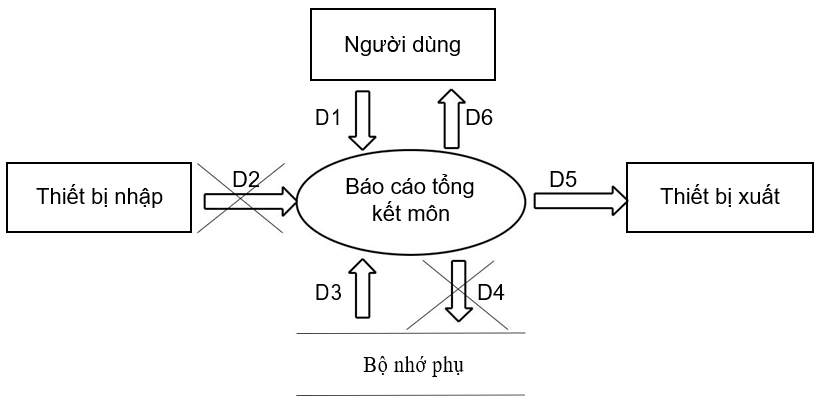 Người dùng
D1
D6
Thiết bị nhập
D2
Báo cáo tổng
kết môn
D5
Thiết bị xuất
D3
D4
Bộ nhớ phụ